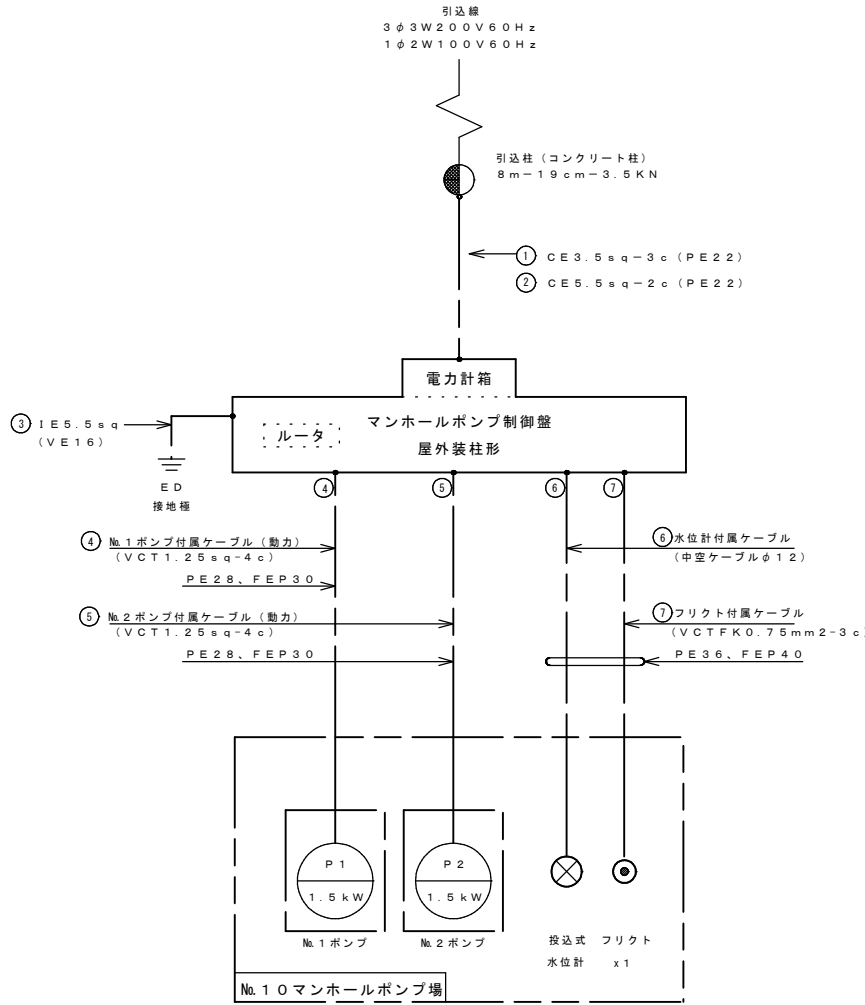 引込線
3φ3W200V60Hz
1φ2W100V60Hz
引込柱（コンクリート柱）
8m－19cm－3.5KN
① CE3.5sq－3c（PE22）
② CE5.5sq－2c（PE22）
電力計箱
マンホールポンプ制御盤
屋外装柱形
ルータ
③ IE5.5sq
（VE16）
ED
接地極
④
⑤
⑥
⑦
④ №1ポンプ付属ケーブル（動力）
（VCT1.25sq-4c）
PE28、FEP30
⑤ №2ポンプ付属ケーブル（動力）
（VCT1.25sq-4c）
PE28、FEP30
⑥ 水位計付属ケーブル
（中空ケーブルφ12）
⑦ フリクト付属ケーブル
（VCTFK0.75mm2-3c）
PE36、FEP40
P1
1.5kW
№1ポンプ
P2
1.5kW
№2ポンプ
投込式
水位計
フリクト
x1
№10マンホールポンプ場